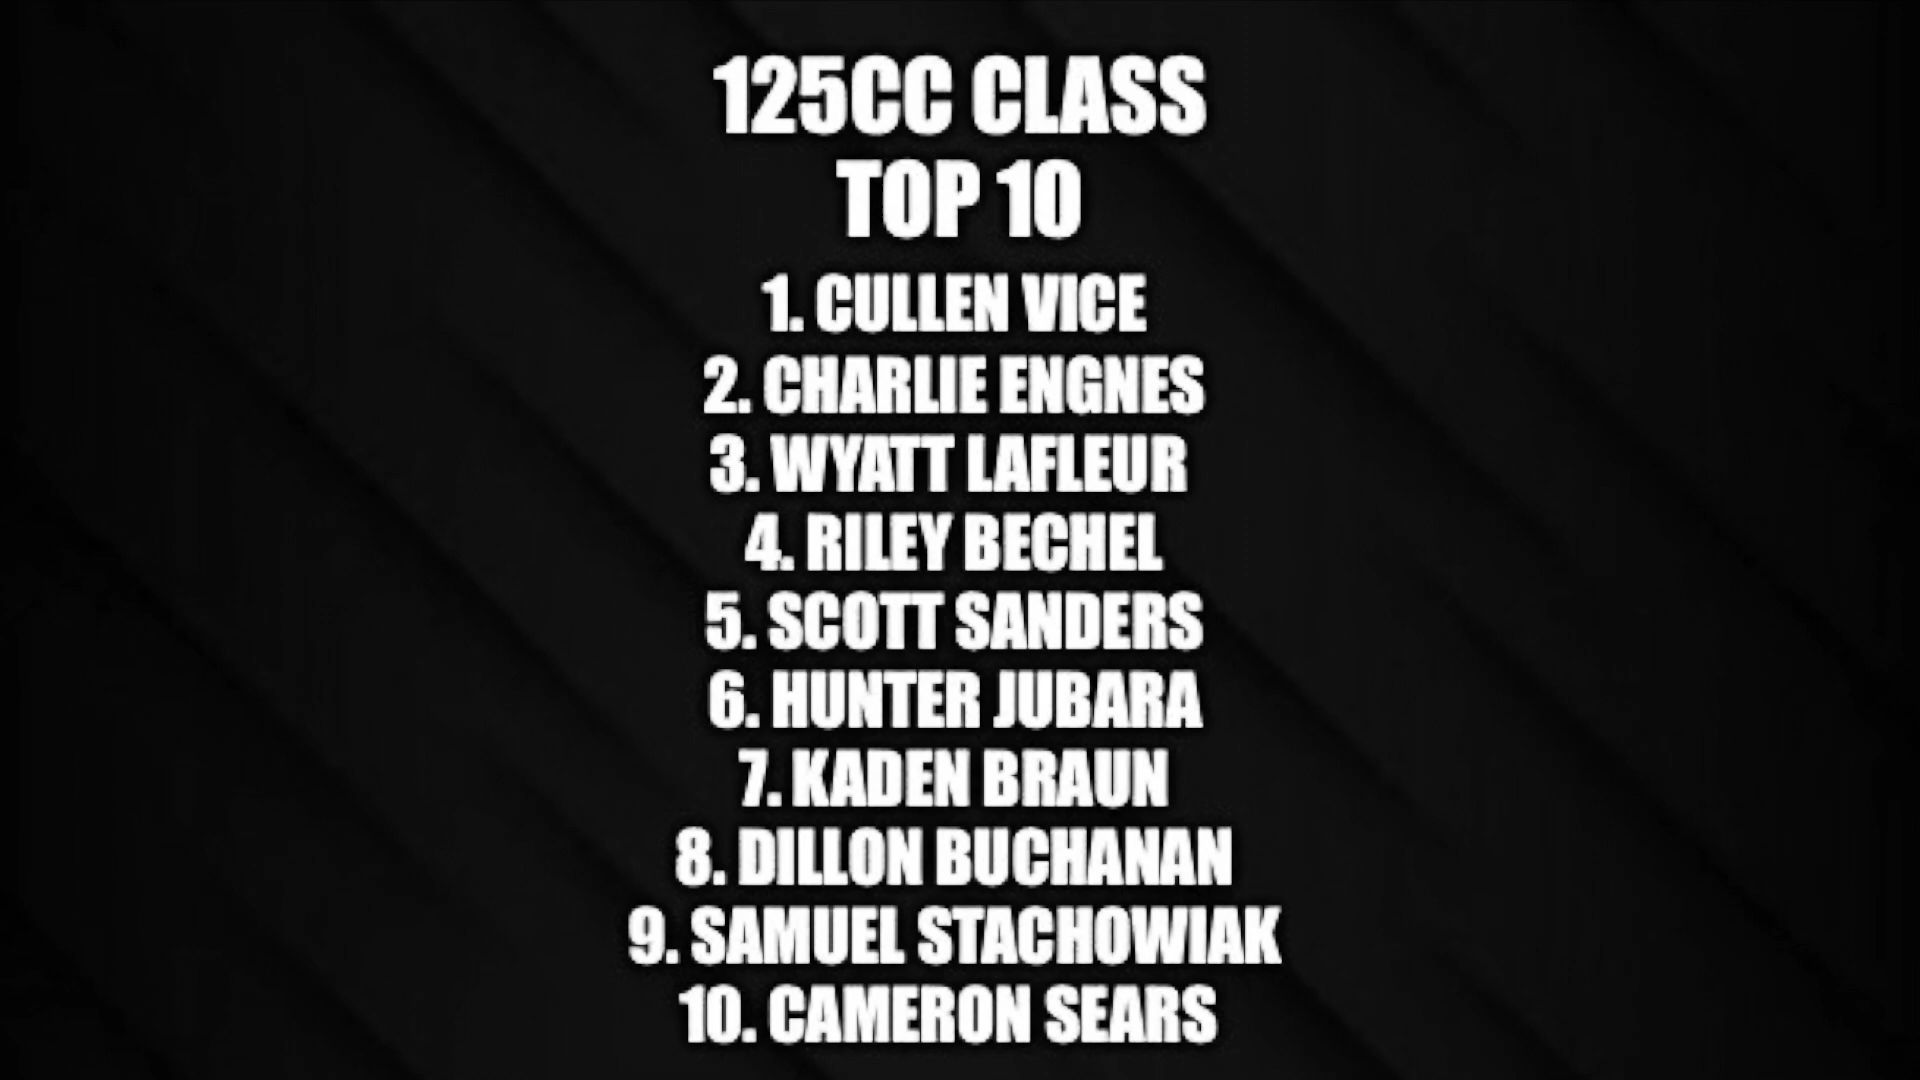 125CC CLASS
TOP 10
1. CULLEN VICE
2. CHARLIE ENGNES
3. WYATT LAFLEUR
4. RILEY BECHEL
5. SCOTT SANDERS
6. HUNTER JUBARA
7. KADEN BRAUN
8. DILLON BUCHANAN
9. SAMUEL STACHOWIAK
10. CAMERON SEARS